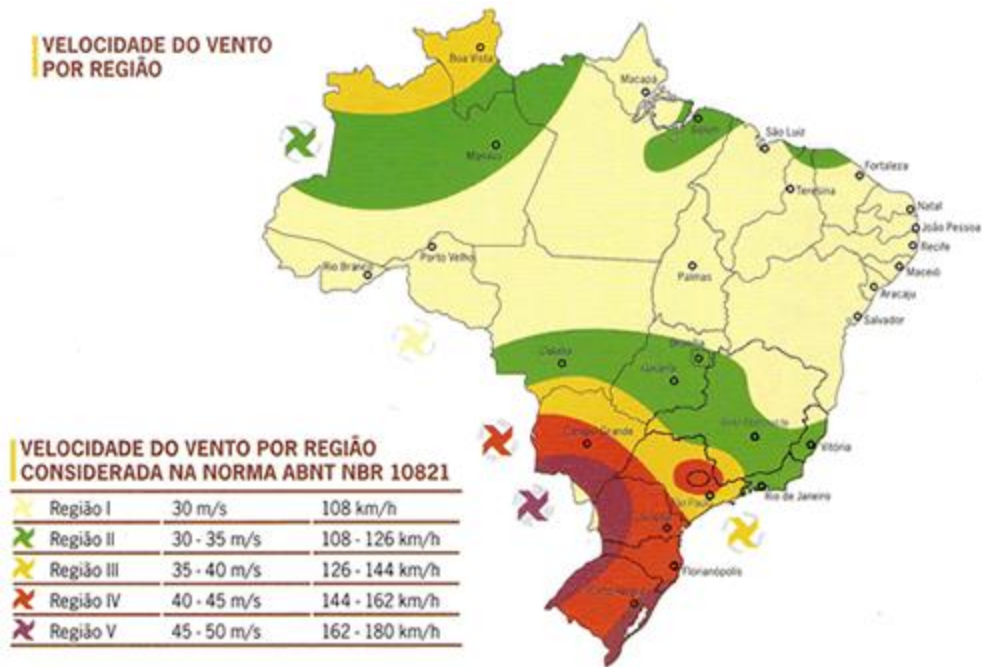 VELOCIDADE DO VENTO
POR REGIÃO
Boa Vista
Macapá
Belém
São Luiz
Manaus
Fortaleza
Teresina
Natal
João Pessoa
Porto Velho
Recife
Rio Branco
Palmas
Maceió
Aracaju
Salvador
Cuiabá
Brasília
Goiânia
Campo Grande
Vitória
São Paulo
Rio de Janeiro
Florianópolis
Porto Alegre
VELOCIDADE DO VENTO POR REGIÃO
CONSIDERADA NA NORMA ABNT NBR 10821
Região I 30 m/s 108 km/h
Região II 30 - 35 m/s 108 - 126 km/h
Região III 35 - 40 m/s 126 - 144 km/h
Região IV 40 - 45 m/s 144 - 162 km/h
Região V 45 - 50 m/s 162 - 180 km/h